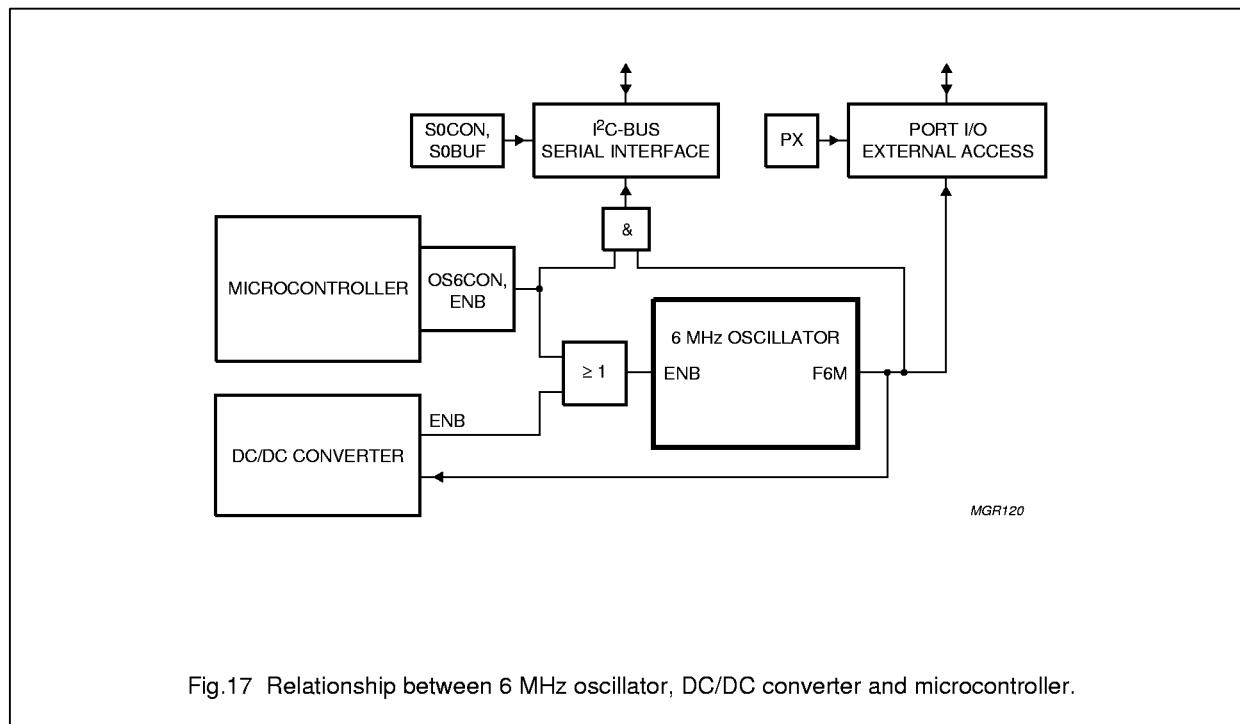 S0CON,
S0BUF
I²C-BUS
SERIAL INTERFACE
PX
PORT I/O
EXTERNAL ACCESS
&
MICROCONTROLLER
OS6CON,
ENB
6 MHz OSCILLATOR
≥ 1
ENB
F6M
ENB
DC/DC CONVERTER
MGR120
Fig.17 Relationship between 6 MHz oscillator, DC/DC converter and microcontroller.